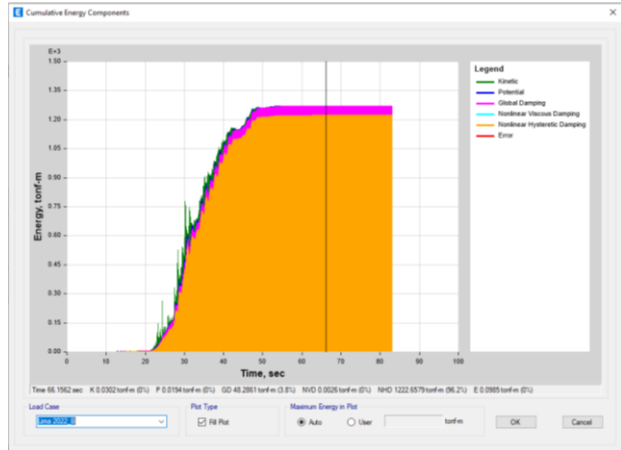 Cumulative Energy Components
E+3
1.50
1.35
1.20
1.05
0.90
0.75
0.60
0.45
0.30
0.15
0.00
Energy, tonf-m
0 10 20 30 40 50 60 70 80 90 100
Time, sec
Legend
Kinetic
Potential
Global Damping
Nonlinear Viscous Damping
Nonlinear Hysteretic Damping
Error
Time 66.1562 sec K 0.0302 tonf-m (0%) P 0.0194 tonf-m (0%) GD 48.2861 tonf-m (3.8%) NVD 0.0026 tonf-m (0%) NHD 1222.6579 tonf-m (96.2%) E 0.0985 tonf-m (0%)
Load Case
Lima 2022_B
Plot Type
Fill Plot
Maximum Energy in Plot
Auto
User
tonf-m
OK
Cancel